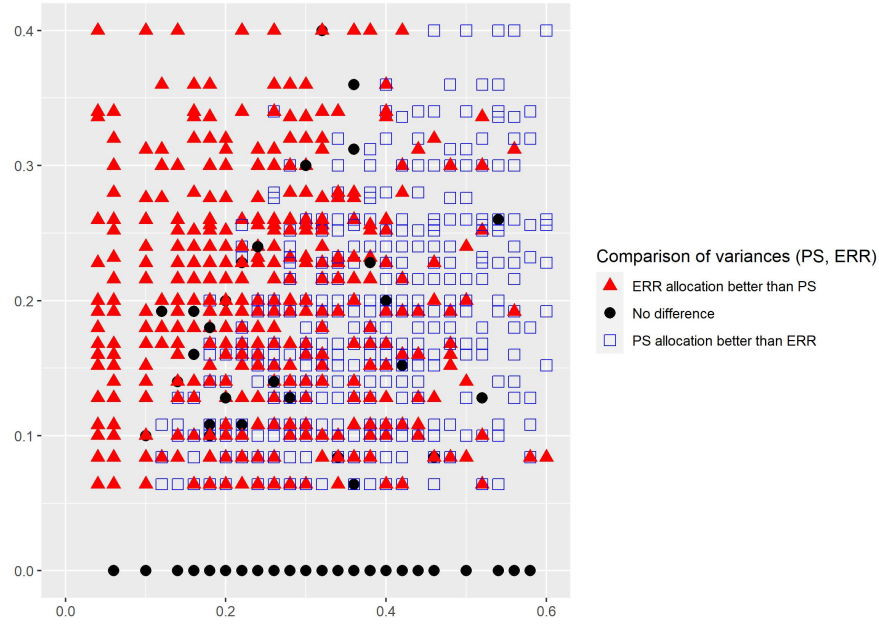 0.4
0.3
0.2
0.1
0.0
0.0
0.2
0.4
0.6
Comparison of variances (PS, ERR)
ERR allocation better than PS
No difference
PS allocation better than ERR